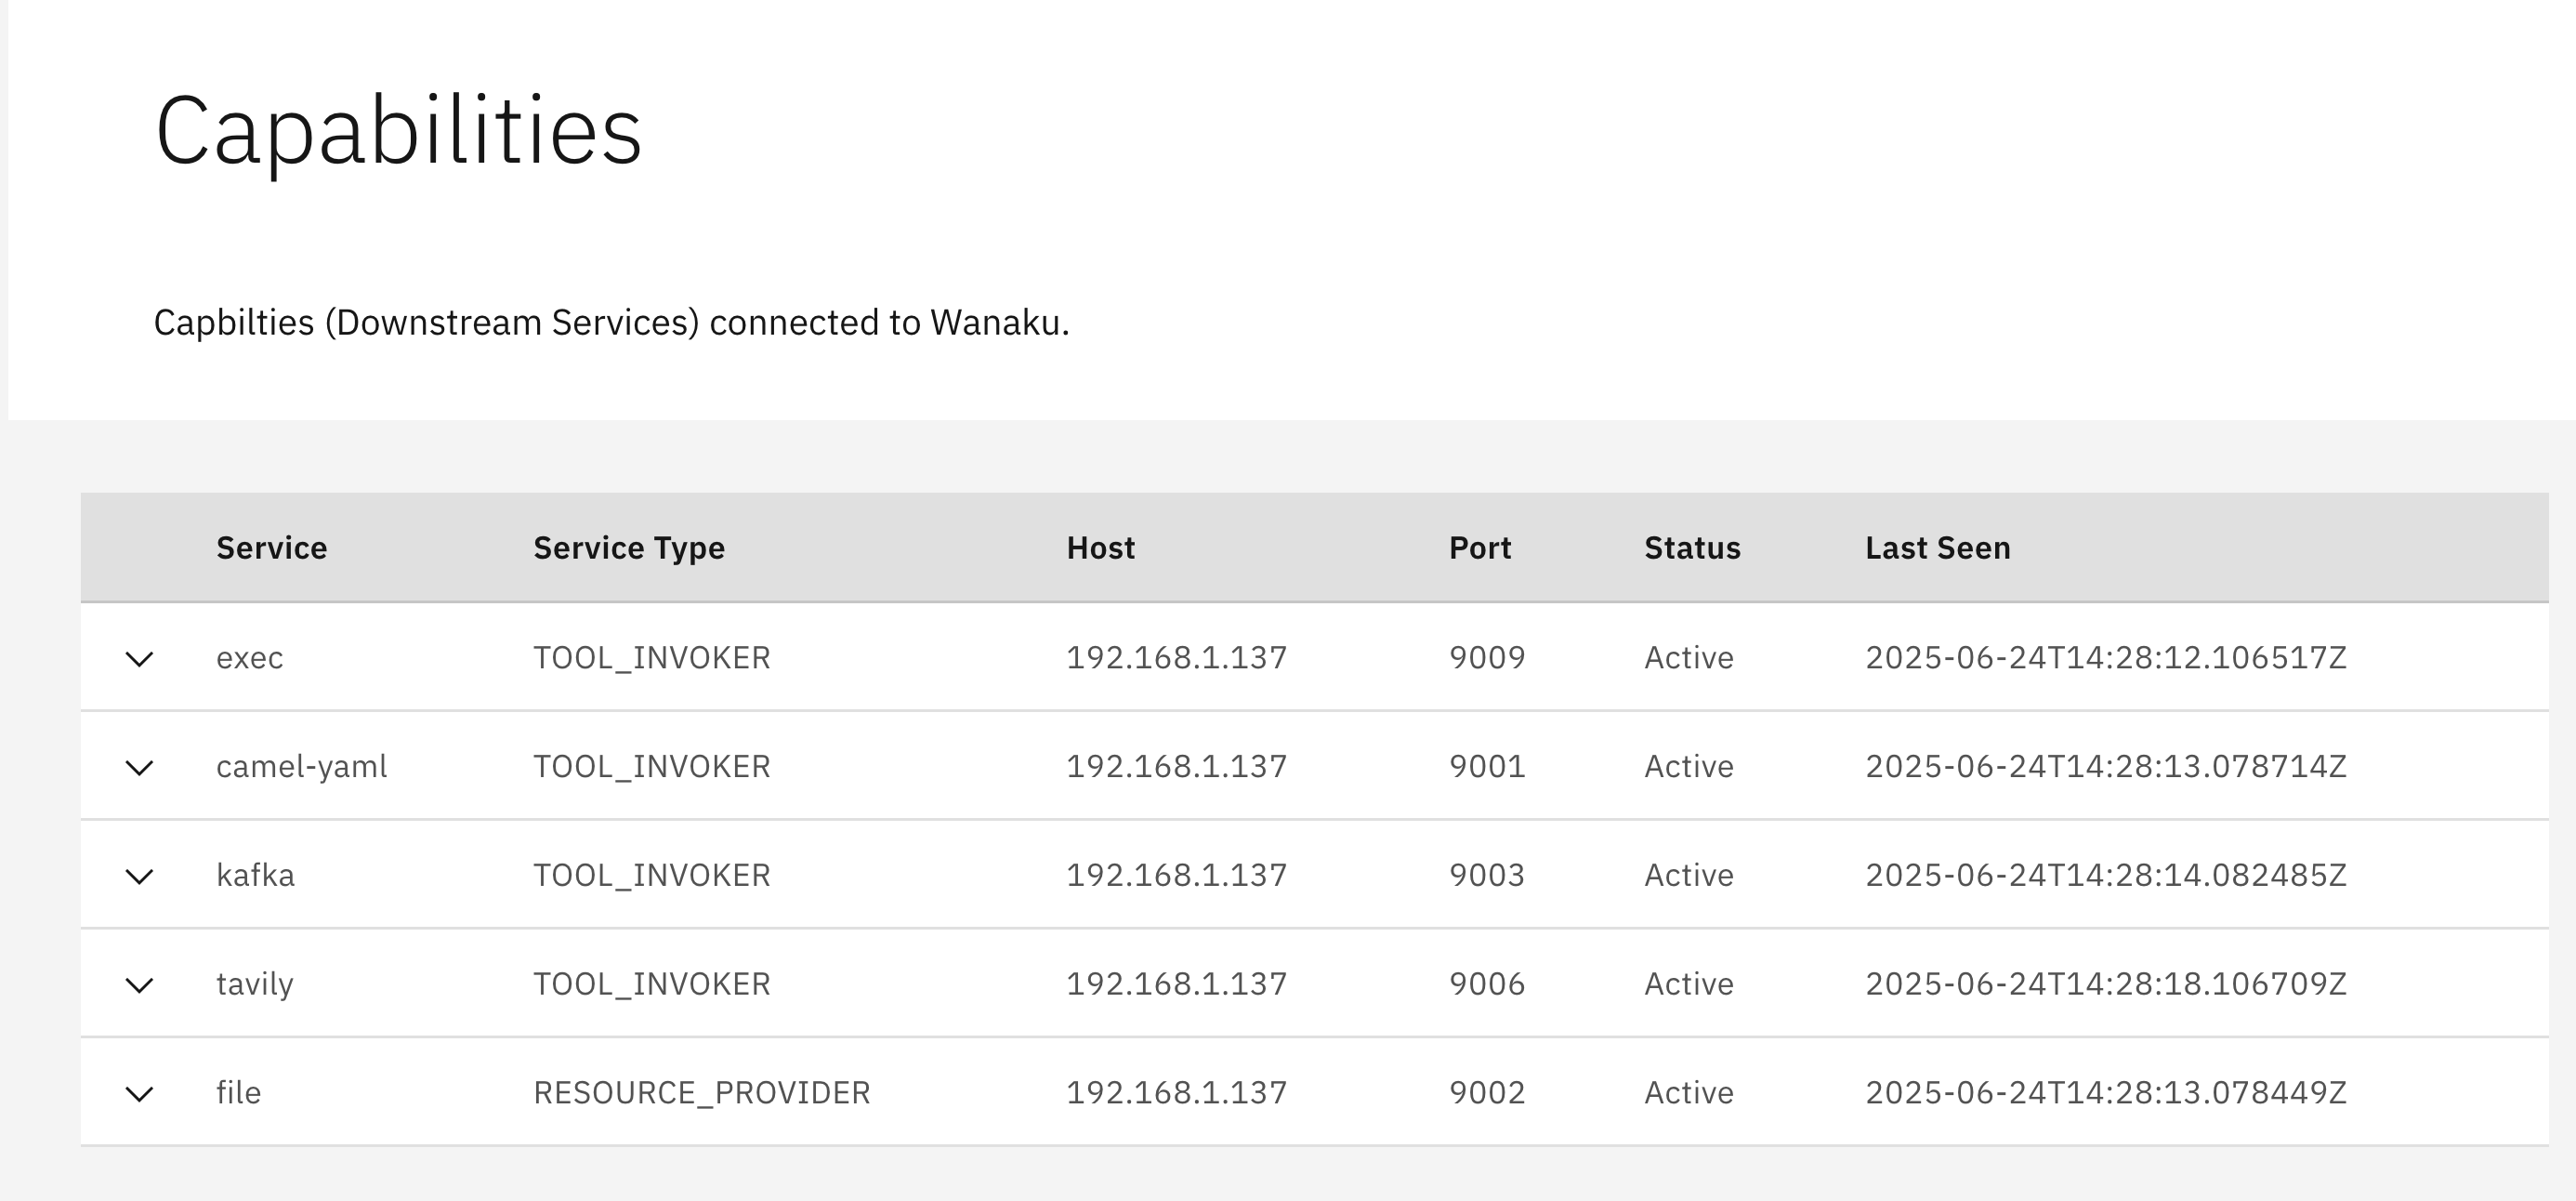 Capabilities
Capbilties (Downstream Services) connected to Wanaku.
Service Service Type Host Port Status Last Seen
exec TOOL_INVOKER 192.168.1.137 9009 Active 2025-06-24T14:28:12.106517Z
camel-yaml TOOL_INVOKER 192.168.1.137 9001 Active 2025-06-24T14:28:13.078714Z
kafka TOOL_INVOKER 192.168.1.137 9003 Active 2025-06-24T14:28:14.082485Z
tavily TOOL_INVOKER 192.168.1.137 9006 Active 2025-06-24T14:28:18.106709Z
file RESOURCE_PROVIDER 192.168.1.137 9002 Active 2025-06-24T14:28:13.078449Z